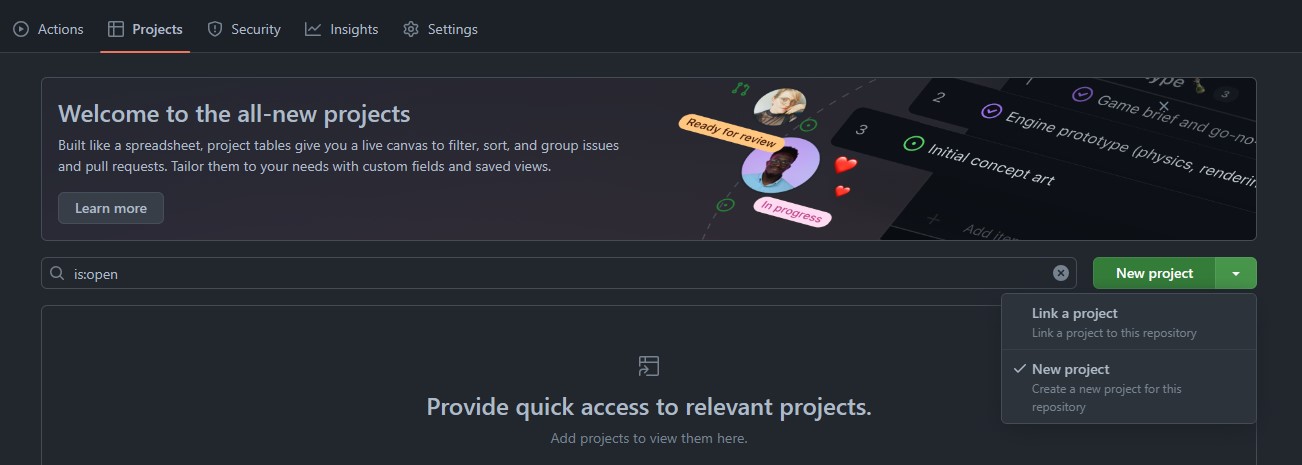 Actions Projects Security Insights Settings
Welcome to the all-new projects
Built like a spreadsheet, project tables give you a live canvas to filter, sort, and group issues
and pull requests. Tailor them to your needs with custom fields and saved views.
Learn more
Ready for review
In progress
3
2 Engine prototype (physics, renderin
1 Game brief and go-no-
3 Initial concept art
Add iter
is:open
New project
Link a project
Link a project to this repository
New project
Create a new project for this
repository
Provide quick access to relevant projects.
Add projects to view them here.